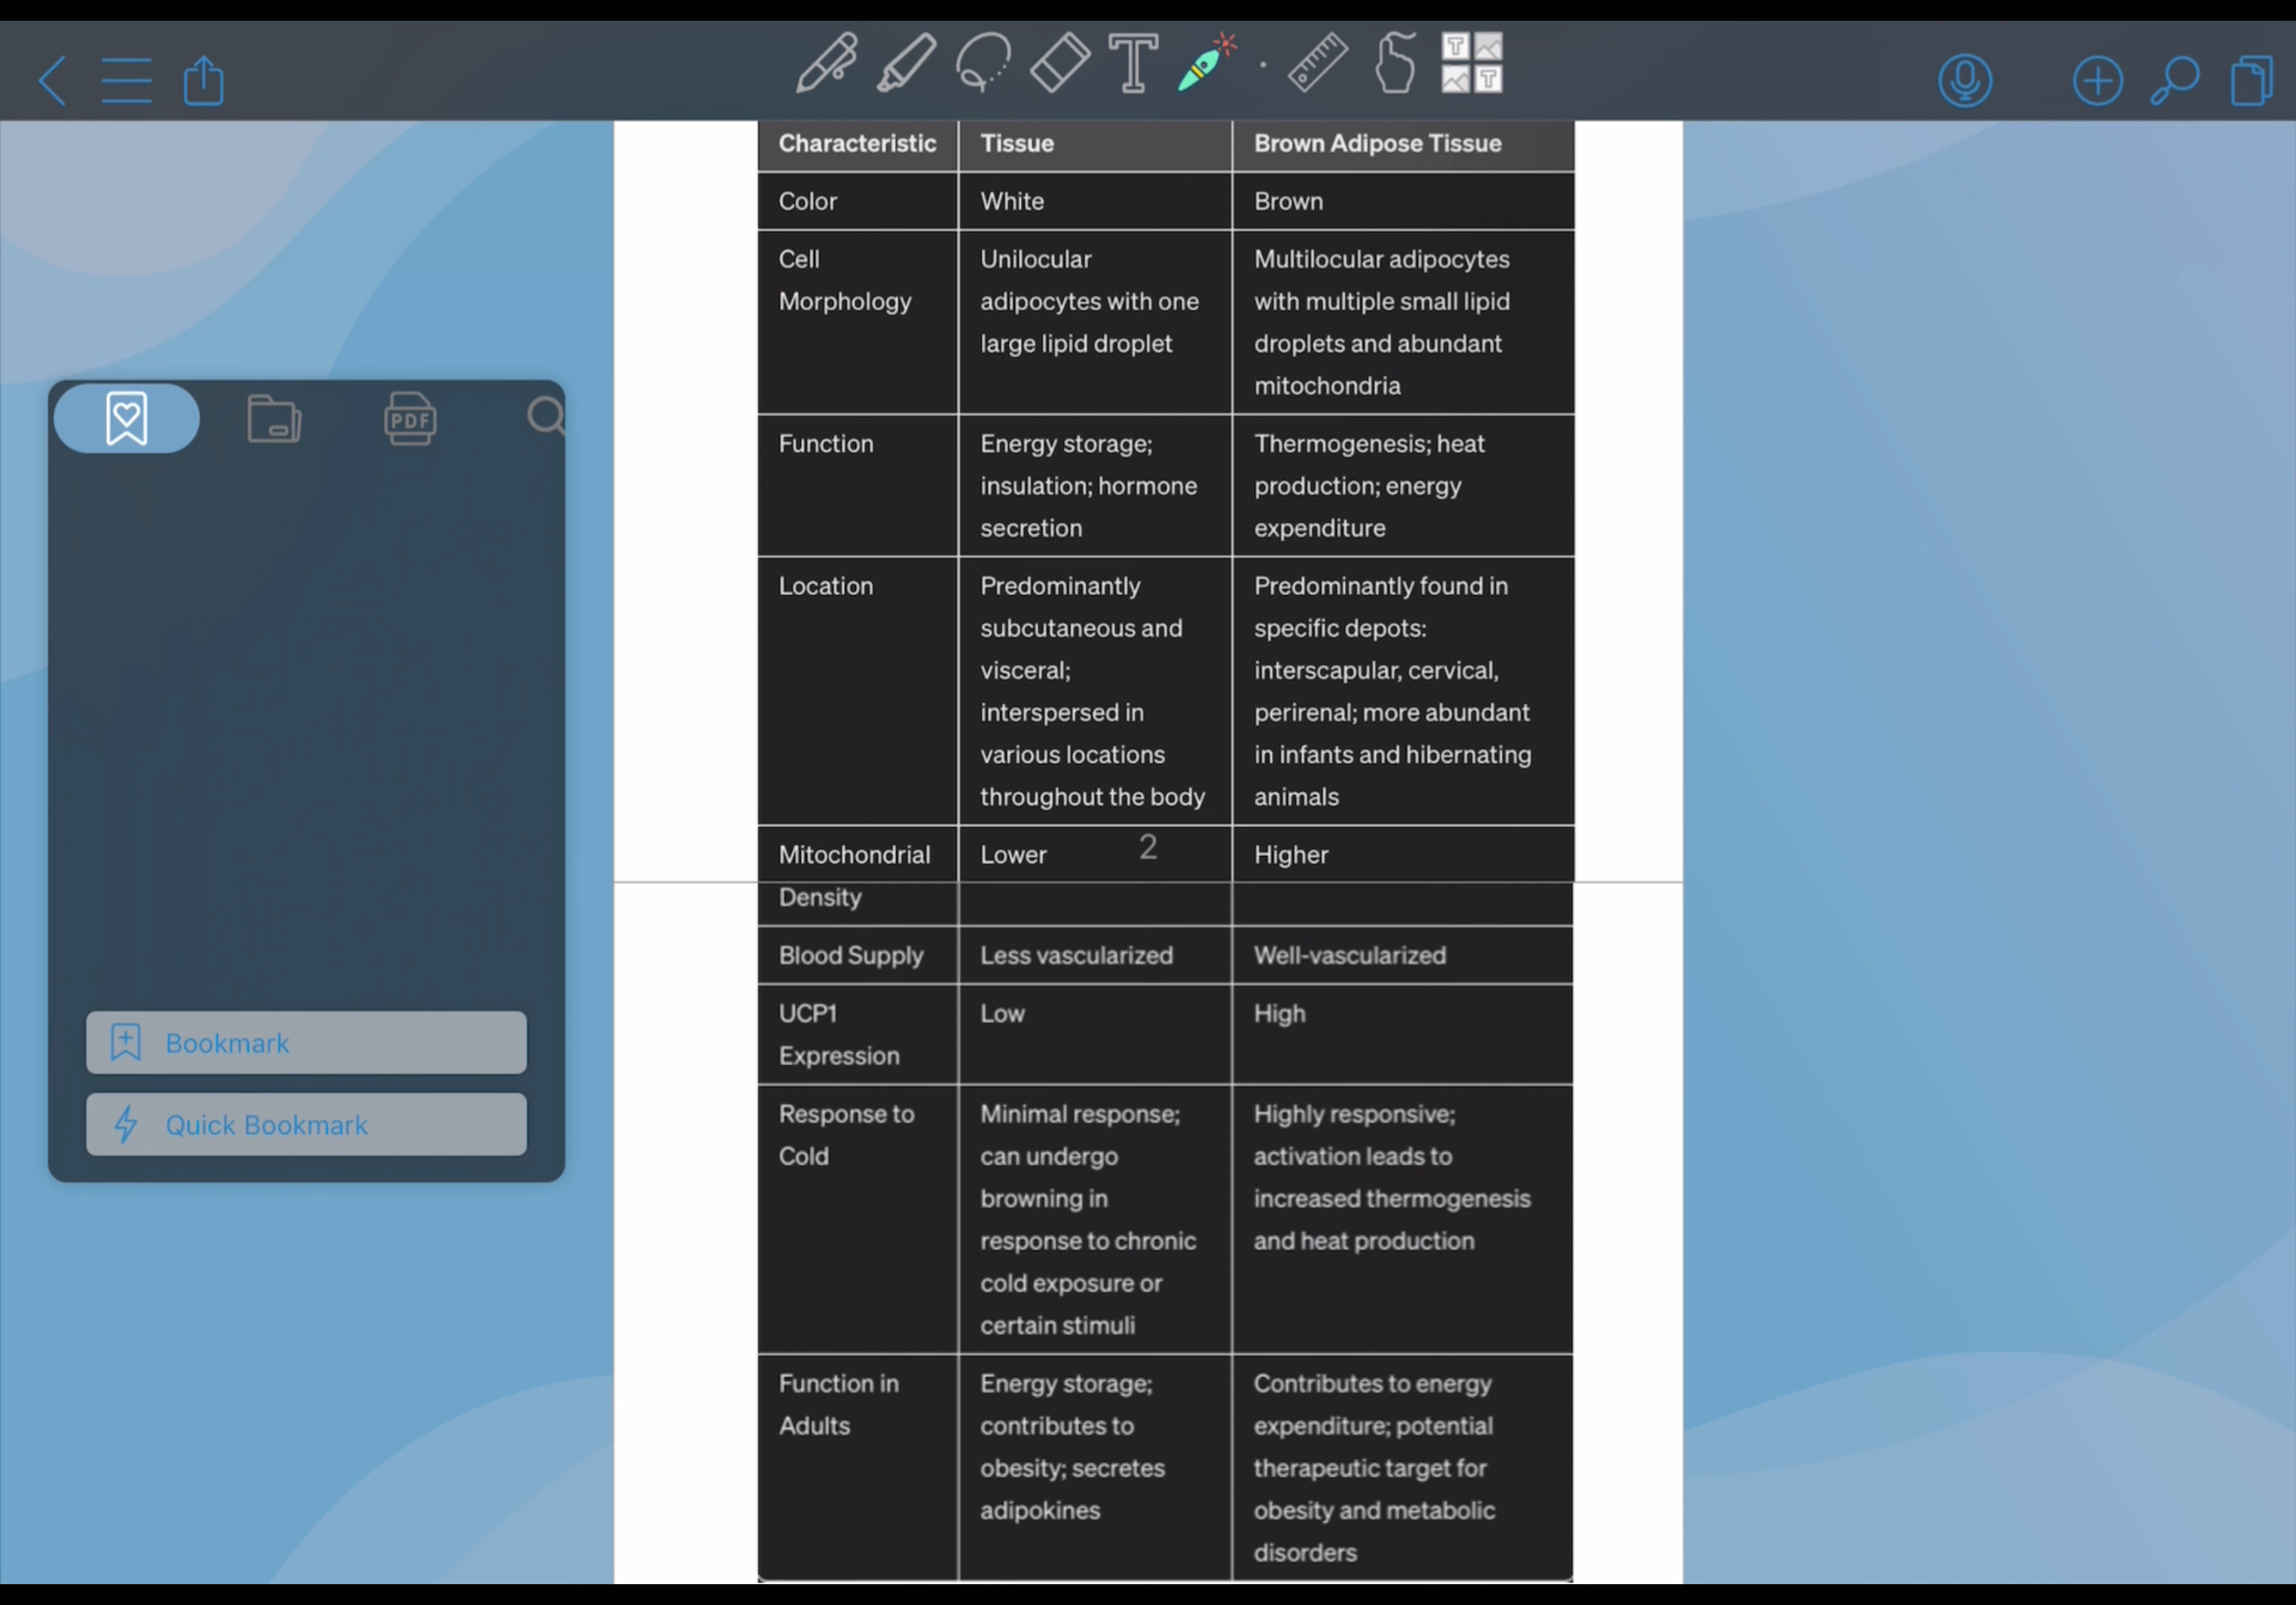 PDF
Bookmark
Quick Bookmark
Characteristic
Tissue
Brown Adipose Tissue
Color
White
Brown
Cell
Morphology
Unilocular
adipocytes with one
large lipid droplet
Multilocular adipocytes
with multiple small lipid
droplets and abundant
mitochondria
Function
Energy storage;
insulation; hormone
secretion
Thermogenesis; heat
production; energy
expenditure
Location
Predominantly
subcutaneous and
visceral;
interspersed in
various locations
throughout the body
Predominantly found in
specific depots:
interscapular, cervical,
perirenal; more abundant
in infants and hibernating
animals
Mitochondrial
Density
Lower
2
Higher
Blood Supply
Less vascularized
Well-vascularized
UCP1
Expression
Low
High
Response to
Cold
Minimal response;
can undergo
browning in
response to chronic
cold exposure or
certain stimuli
Highly responsive;
activation leads to
increased thermogenesis
and heat production
Function in
Adults
Energy storage;
contributes to
obesity; secretes
adipokines
Contributes to energy
expenditure; potential
therapeutic target for
obesity and metabolic
disorders